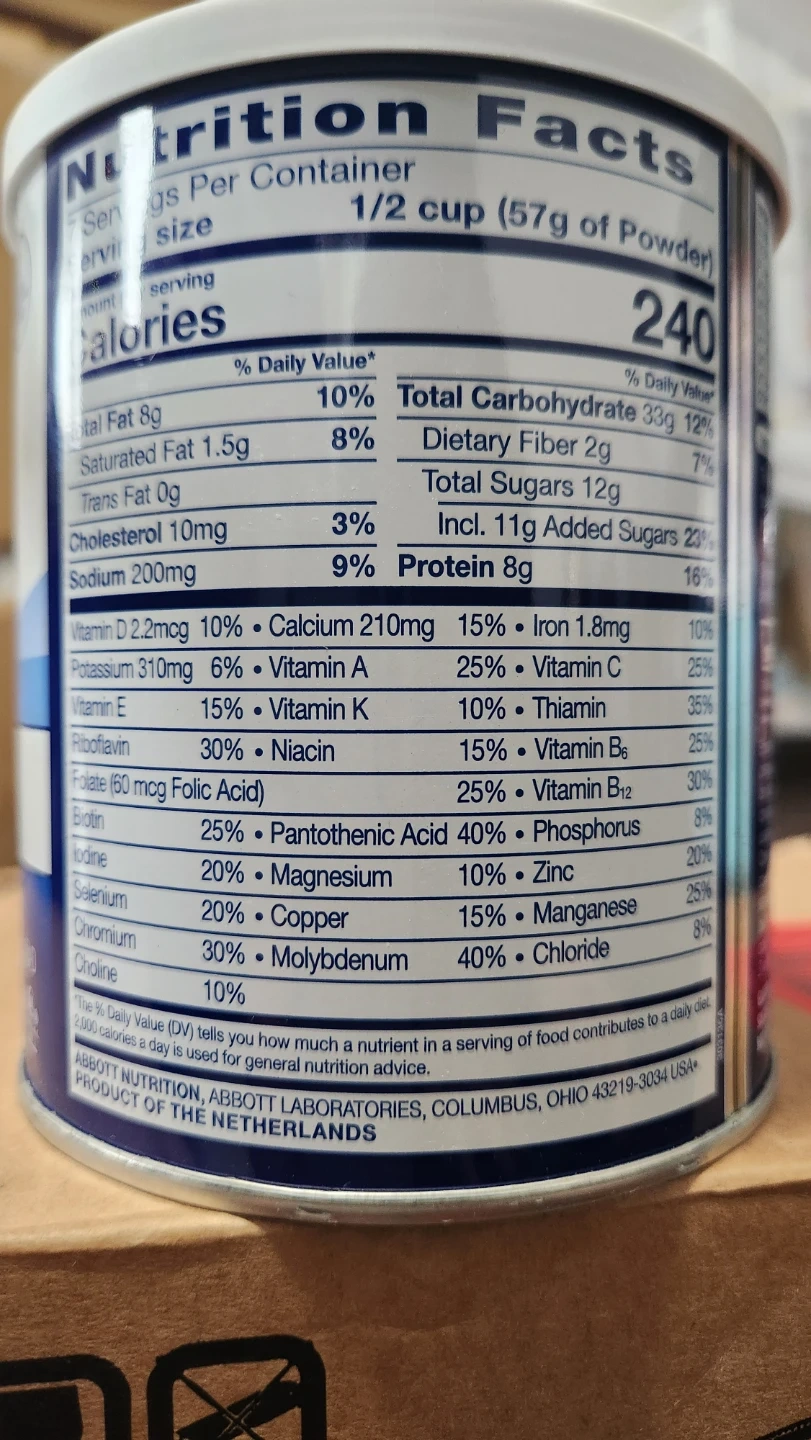 Nutrition Facts
7 Servings Per Container
Serving size 1/2 cup (57g of Powder)
Amount serving
Calories 240
% Daily Value* % Daily Value*
Total Fat 8g 10% Total Carbohydrate 33g 12%
Saturated Fat 1.5g 8% Dietary Fiber 2g 7%
Trans Fat 0g Total Sugars 12g
Cholesterol 10mg 3% Incl. 11g Added Sugars 23%
Sodium 200mg 9% Protein 8g 16%
Vitamin D 2.2mcg 10% • Calcium 210mg 15% • Iron 1.8mg 10%
Potassium 310mg 6% • Vitamin A 25% • Vitamin C 25%
Vitamin E 15% • Vitamin K 10% • Thiamin 35%
Riboflavin 30% • Niacin 15% • Vitamin B6 25%
Folate (60 mcg Folic Acid) 25% • Vitamin B12 30%
Biotin 25% • Pantothenic Acid 40% • Phosphorus 8%
Iodine 20% • Magnesium 10% • Zinc 20%
Selenium 20% • Copper 15% • Manganese 25%
Chromium 30% • Molybdenum 40% • Chloride 8%
Choline 10%
*The % Daily Value (DV) tells you how much a nutrient in a serving of food contributes to a daily diet.
2,000 calories a day is used for general nutrition advice.
ABBOTT NUTRITION, ABBOTT LABORATORIES, COLUMBUS, OHIO 43219-3034 USA•
PRODUCT OF THE NETHERLANDS